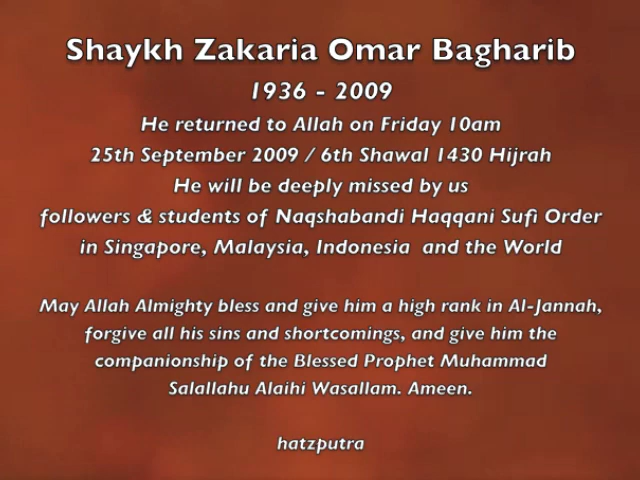 Shaykh Zakaria Omar Bagharib
1936 - 2009
He returned to Allah on Friday 10am
25th September 2009 / 6th Shawal 1430 Hijrah
He will be deeply missed by us
followers & students of Naqshabandi Haqqani Sufi Order
in Singapore, Malaysia, Indonesia and the World
May Allah Almighty bless and give him a high rank in Al-Jannah,
forgive all his sins and shortcomings, and give him the
companionship of the Blessed Prophet Muhammad
Salallahu Alaihi Wasallam. Ameen.
hatzputra